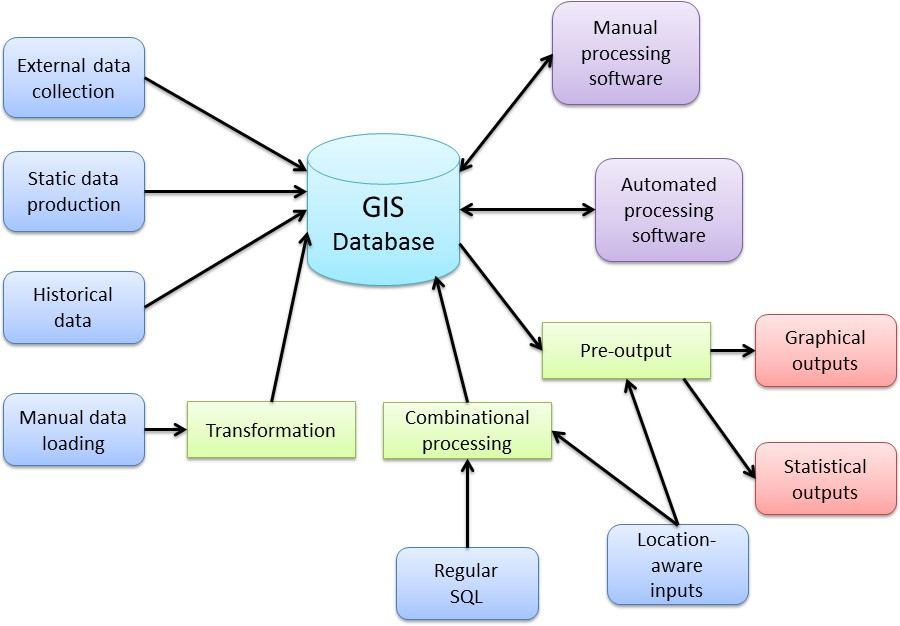 External data
collection
Static data
production
Historical
data
Manual data
loading
Transformation
GIS
Database
Manual
processing
software
Automated
processing
software
Pre-output
Graphical
outputs
Statistical
outputs
Combinational
processing
Regular
SQL
Location-
aware
inputs